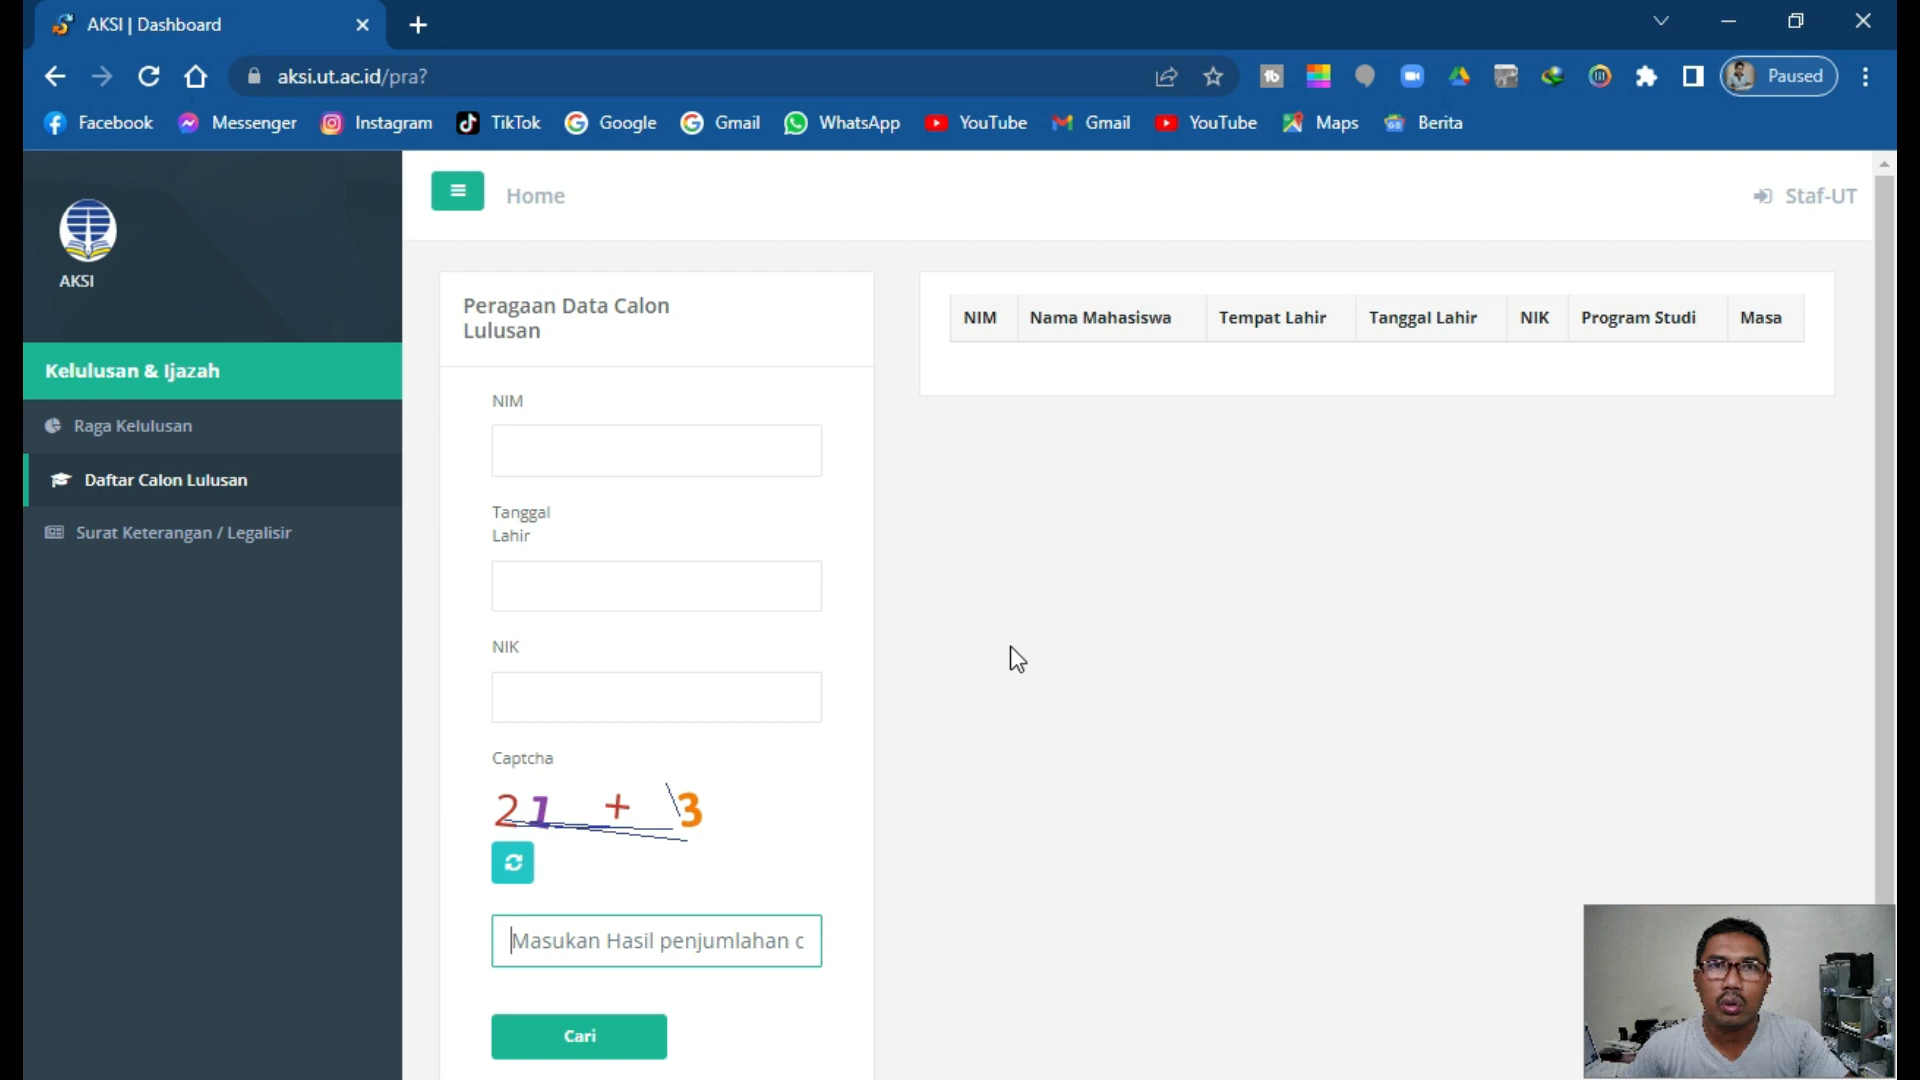 AKSI | Dashboard
aksi.ut.ac.id/pra?
Paused
Facebook Messenger Instagram TikTok Google Gmail WhatsApp YouTube Gmail YouTube Maps Berita
AKSI
Kelulusan & Ijazah
Raga Kelulusan
Daftar Calon Lulusan
Surat Keterangan / Legalisir
Home
Staf-UT
Peragaan Data Calon
Lulusan
NIM
Tanggal
Lahir
NIK
Captcha
21 + 3
Masukan Hasil penjumlahan c
Cari
NIM Nama Mahasiswa Tempat Lahir Tanggal Lahir NIK Program Studi Masa